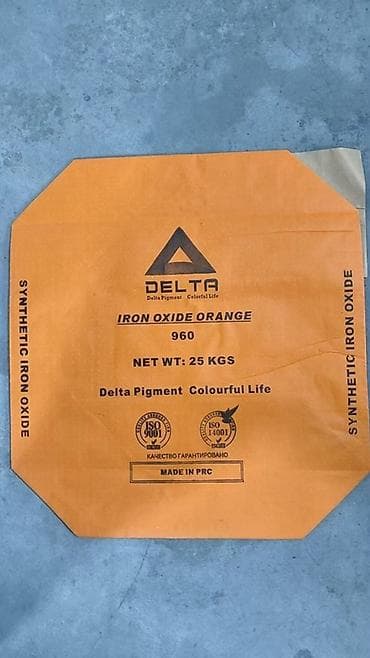 DELTA
Delta Pigment Colorful Life
IRON OXIDE ORANGE
960
NET WT: 25 KGS
Delta Pigment Colourful Life
ISO
9001
ISO
14001
КАЧЕСТВО ГАРАНТИРОВАНО
MADE IN PRC
SYNTHETIC IRON OXIDE
SYNTHETIC IRON OXIDE